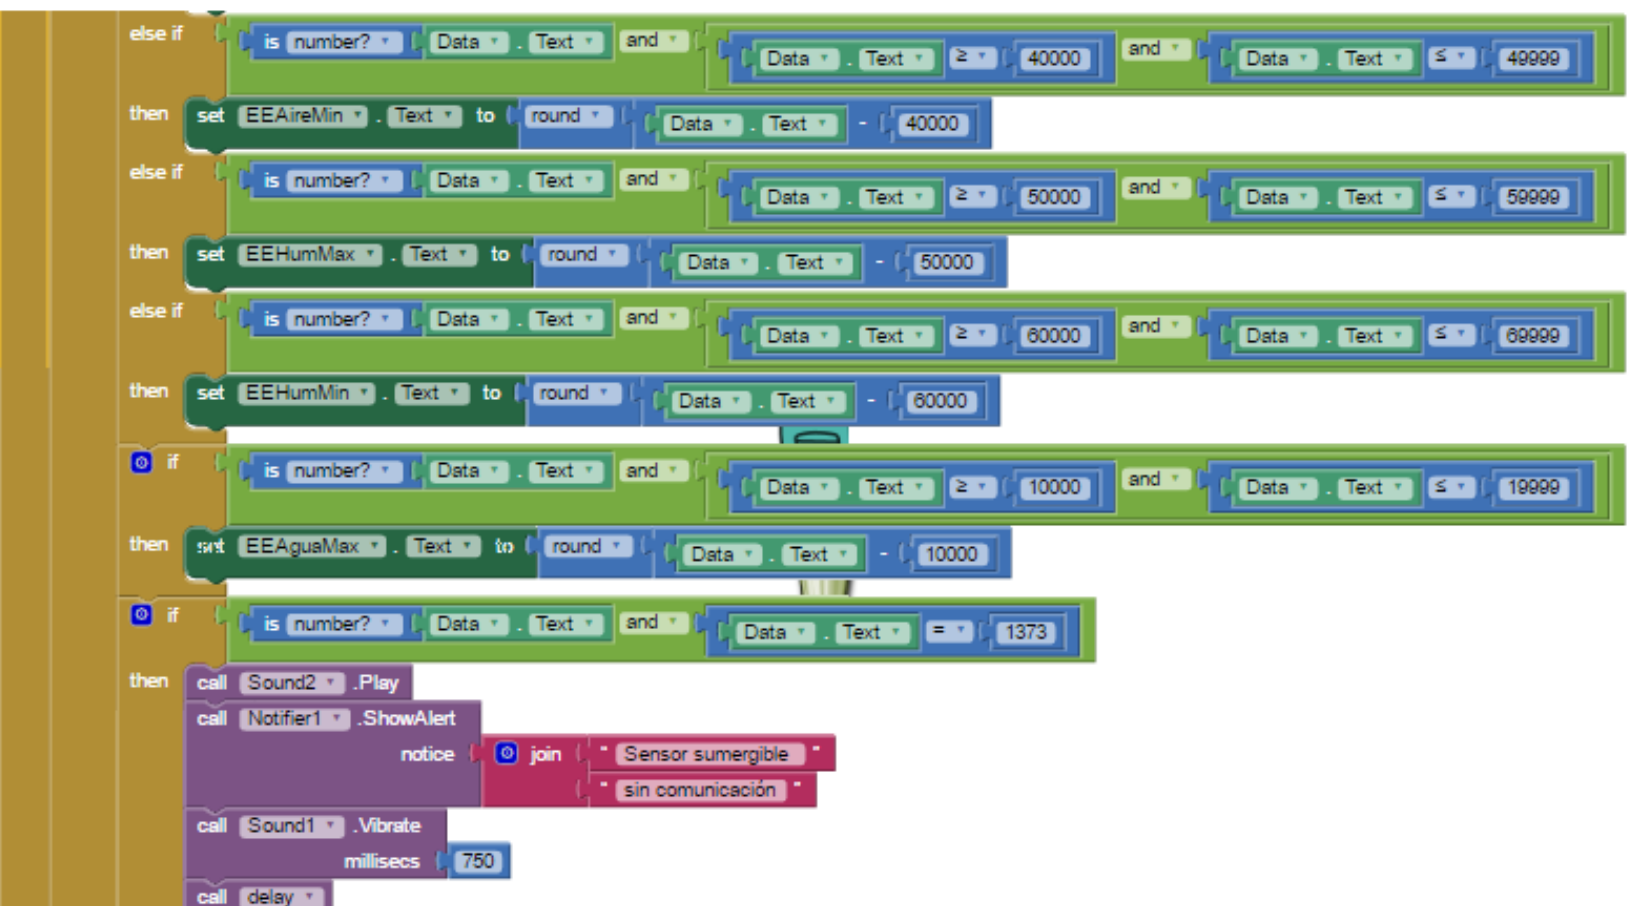 else if is number? Data . Text and Data . Text ≥ 40000 and Data . Text ≤ 49999
then set EEAireMin . Text to round Data . Text - 40000
else if is number? Data . Text and Data . Text ≥ 50000 and Data . Text ≤ 59999
then set EEHumMax . Text to round Data . Text - 50000
else if is number? Data . Text and Data . Text ≥ 60000 and Data . Text ≤ 69999
then set EEHumMin . Text to round Data . Text - 60000
if is number? Data . Text and Data . Text ≥ 10000 and Data . Text ≤ 19999
then set EEAguaMax . Text to round Data . Text - 10000
if is number? Data . Text and Data . Text = 1373
then call Sound2 .Play
call Notifier1 .ShowAlert
notice join " Sensor sumergible "
" sin comunicación "
call Sound1 .Vibrate
millisecs 750
call delay